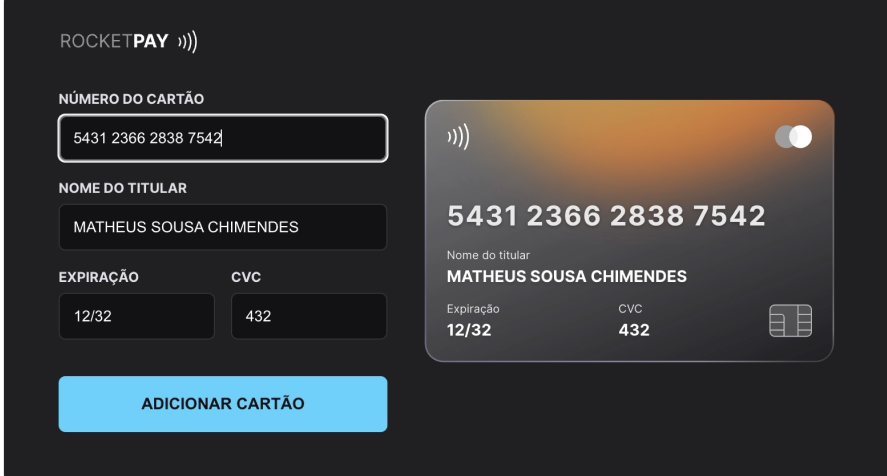 ROCKETPAY
NÚMERO DO CARTÃO
5431 2366 2838 7542
NOME DO TITULAR
MATHEUS SOUSA CHIMENDES
EXPIRAÇÃO CVC
12/32 432
ADICIONAR CARTÃO
5431 2366 2838 7542
Nome do titular
MATHEUS SOUSA CHIMENDES
Expiração CVC
12/32 432